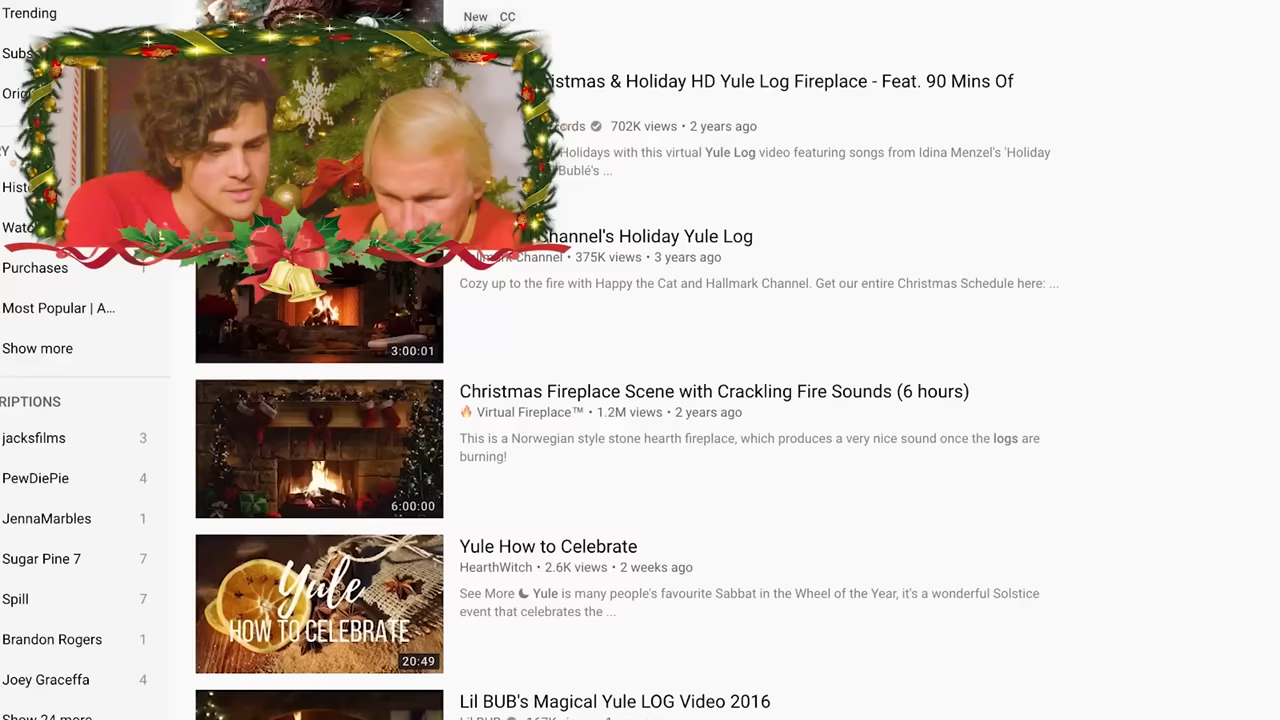 Trending
Subs
Orig
RY
Hist
Watc
Purchases
Most Popular | A...
Show more
RIPTIONS
jacksfilms 3
PewDiePie 4
JennaMarbles 1
Sugar Pine 7 7
Spill 7
Brandon Rogers 1
Joey Graceffa 4
Show 24 more
New CC
istmas & Holiday HD Yule Log Fireplace - Feat. 90 Mins Of
ords 702K views • 2 years ago
Holidays with this virtual Yule Log video featuring songs from Idina Menzel's 'Holiday
Bublé's ...
hannel's Holiday Yule Log
Hallmark Channel • 375K views • 3 years ago
Cozy up to the fire with Happy the Cat and Hallmark Channel. Get our entire Christmas Schedule here: ...
3:00:01
Christmas Fireplace Scene with Crackling Fire Sounds (6 hours)
Virtual Fireplace™ • 1.2M views • 2 years ago
This is a Norwegian style stone hearth fireplace, which produces a very nice sound once the logs are
burning!
6:00:00
Yule How to Celebrate
HearthWitch • 2.6K views • 2 weeks ago
See More Yule is many people's favourite Sabbat in the Wheel of the Year, it's a wonderful Solstice
event that celebrates the ...
Yule
HOW TO CELEBRATE
20:49
Lil BUB's Magical Yule LOG Video 2016
Lil BUB